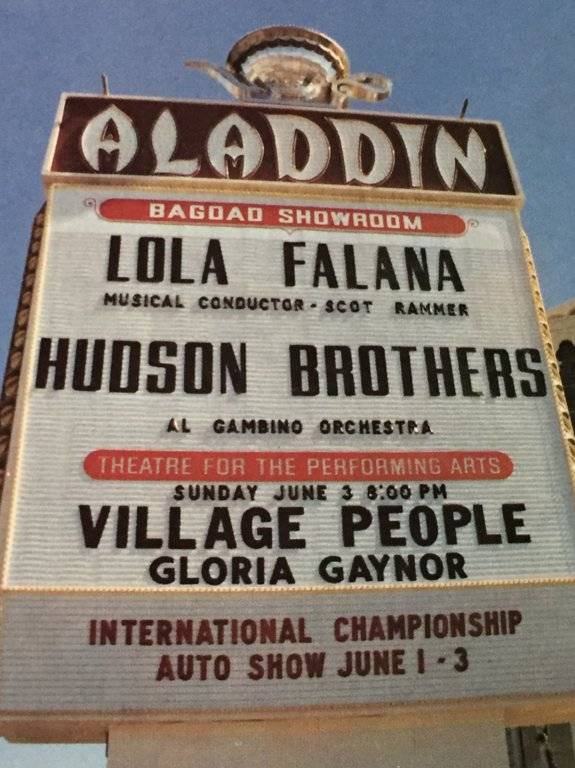 ALADDIN
BAGDAD SHOWROOM
LOLA FALANA
MUSICAL CONDUCTOR - SCOT RAMMER
HUDSON BROTHERS
AL GAMBINO ORCHESTRA
THEATRE FOR THE PERFORMING ARTS
SUNDAY JUNE 3 8:00 PM
VILLAGE PEOPLE
GLORIA GAYNOR
INTERNATIONAL CHAMPIONSHIP
AUTO SHOW JUNE 1 - 3